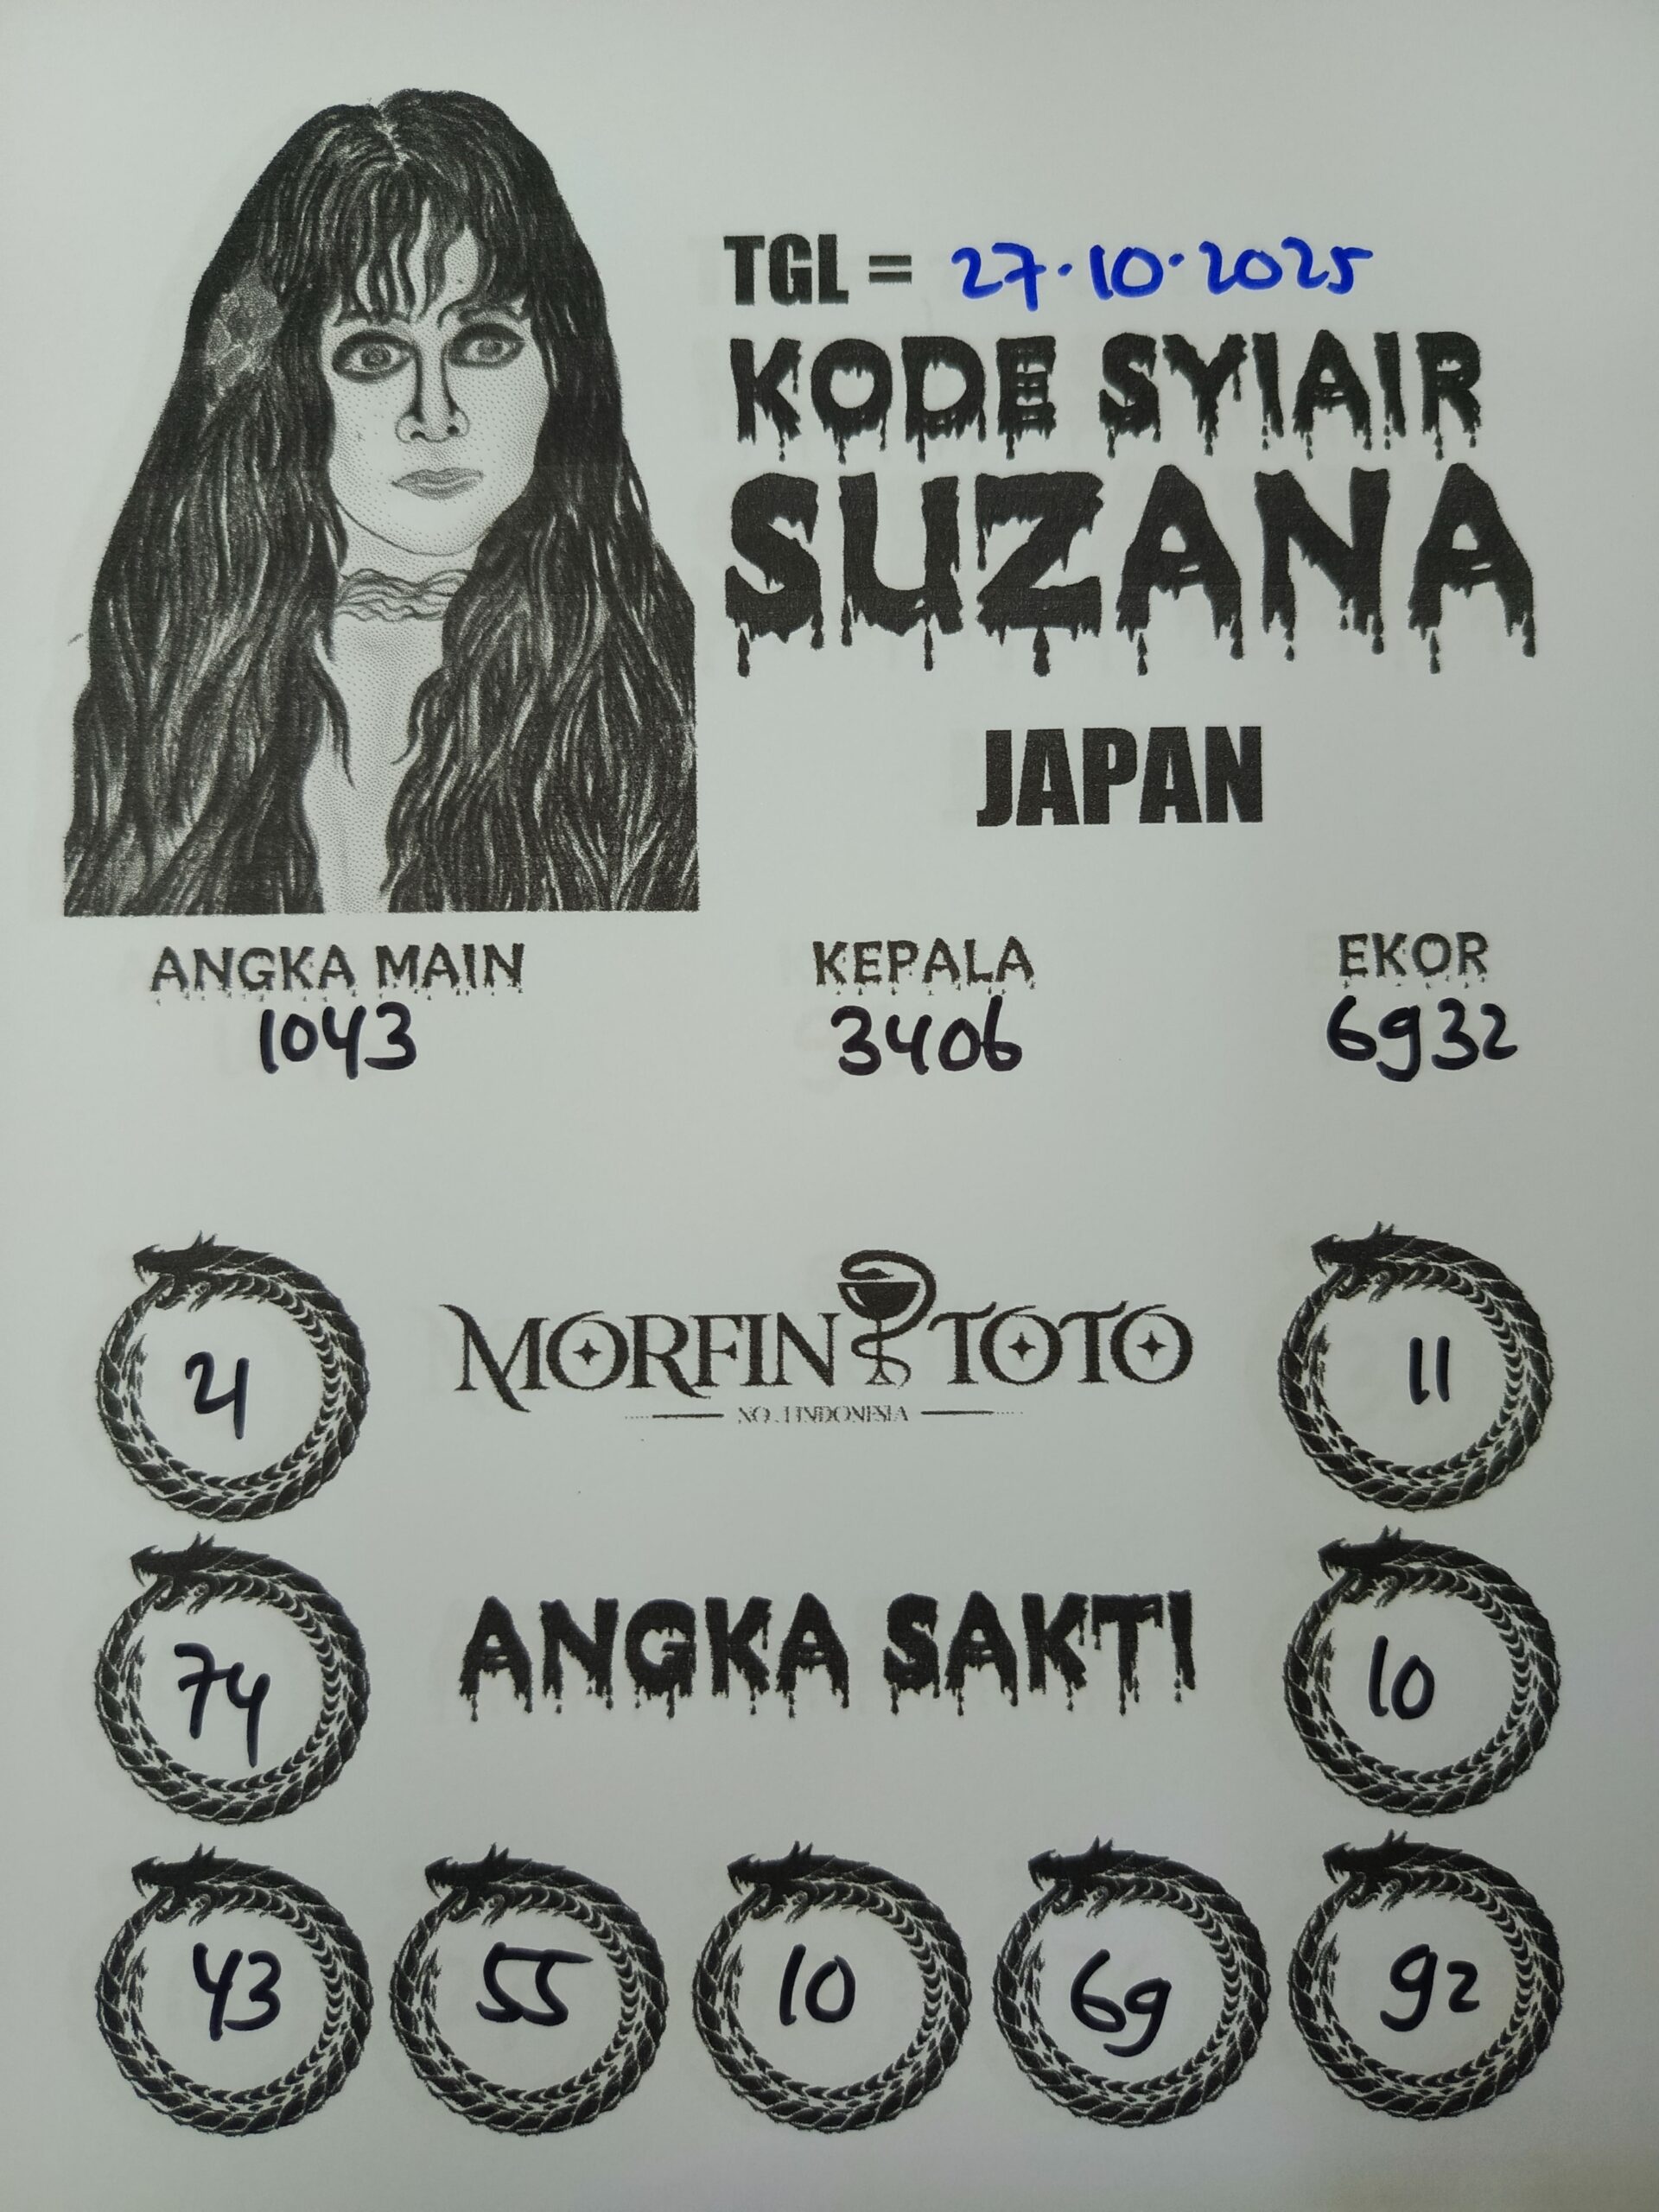 TGL = 27.10.2025
KODE SYIAIR
SUZANA
JAPAN
ANGKA MAIN
KEPALA
EKOR
1043
3406
6932
21
MORFIN TOTO
NO.1 INDONESIA
11
74
ANGKA SAKTI
10
43
55
10
69
92